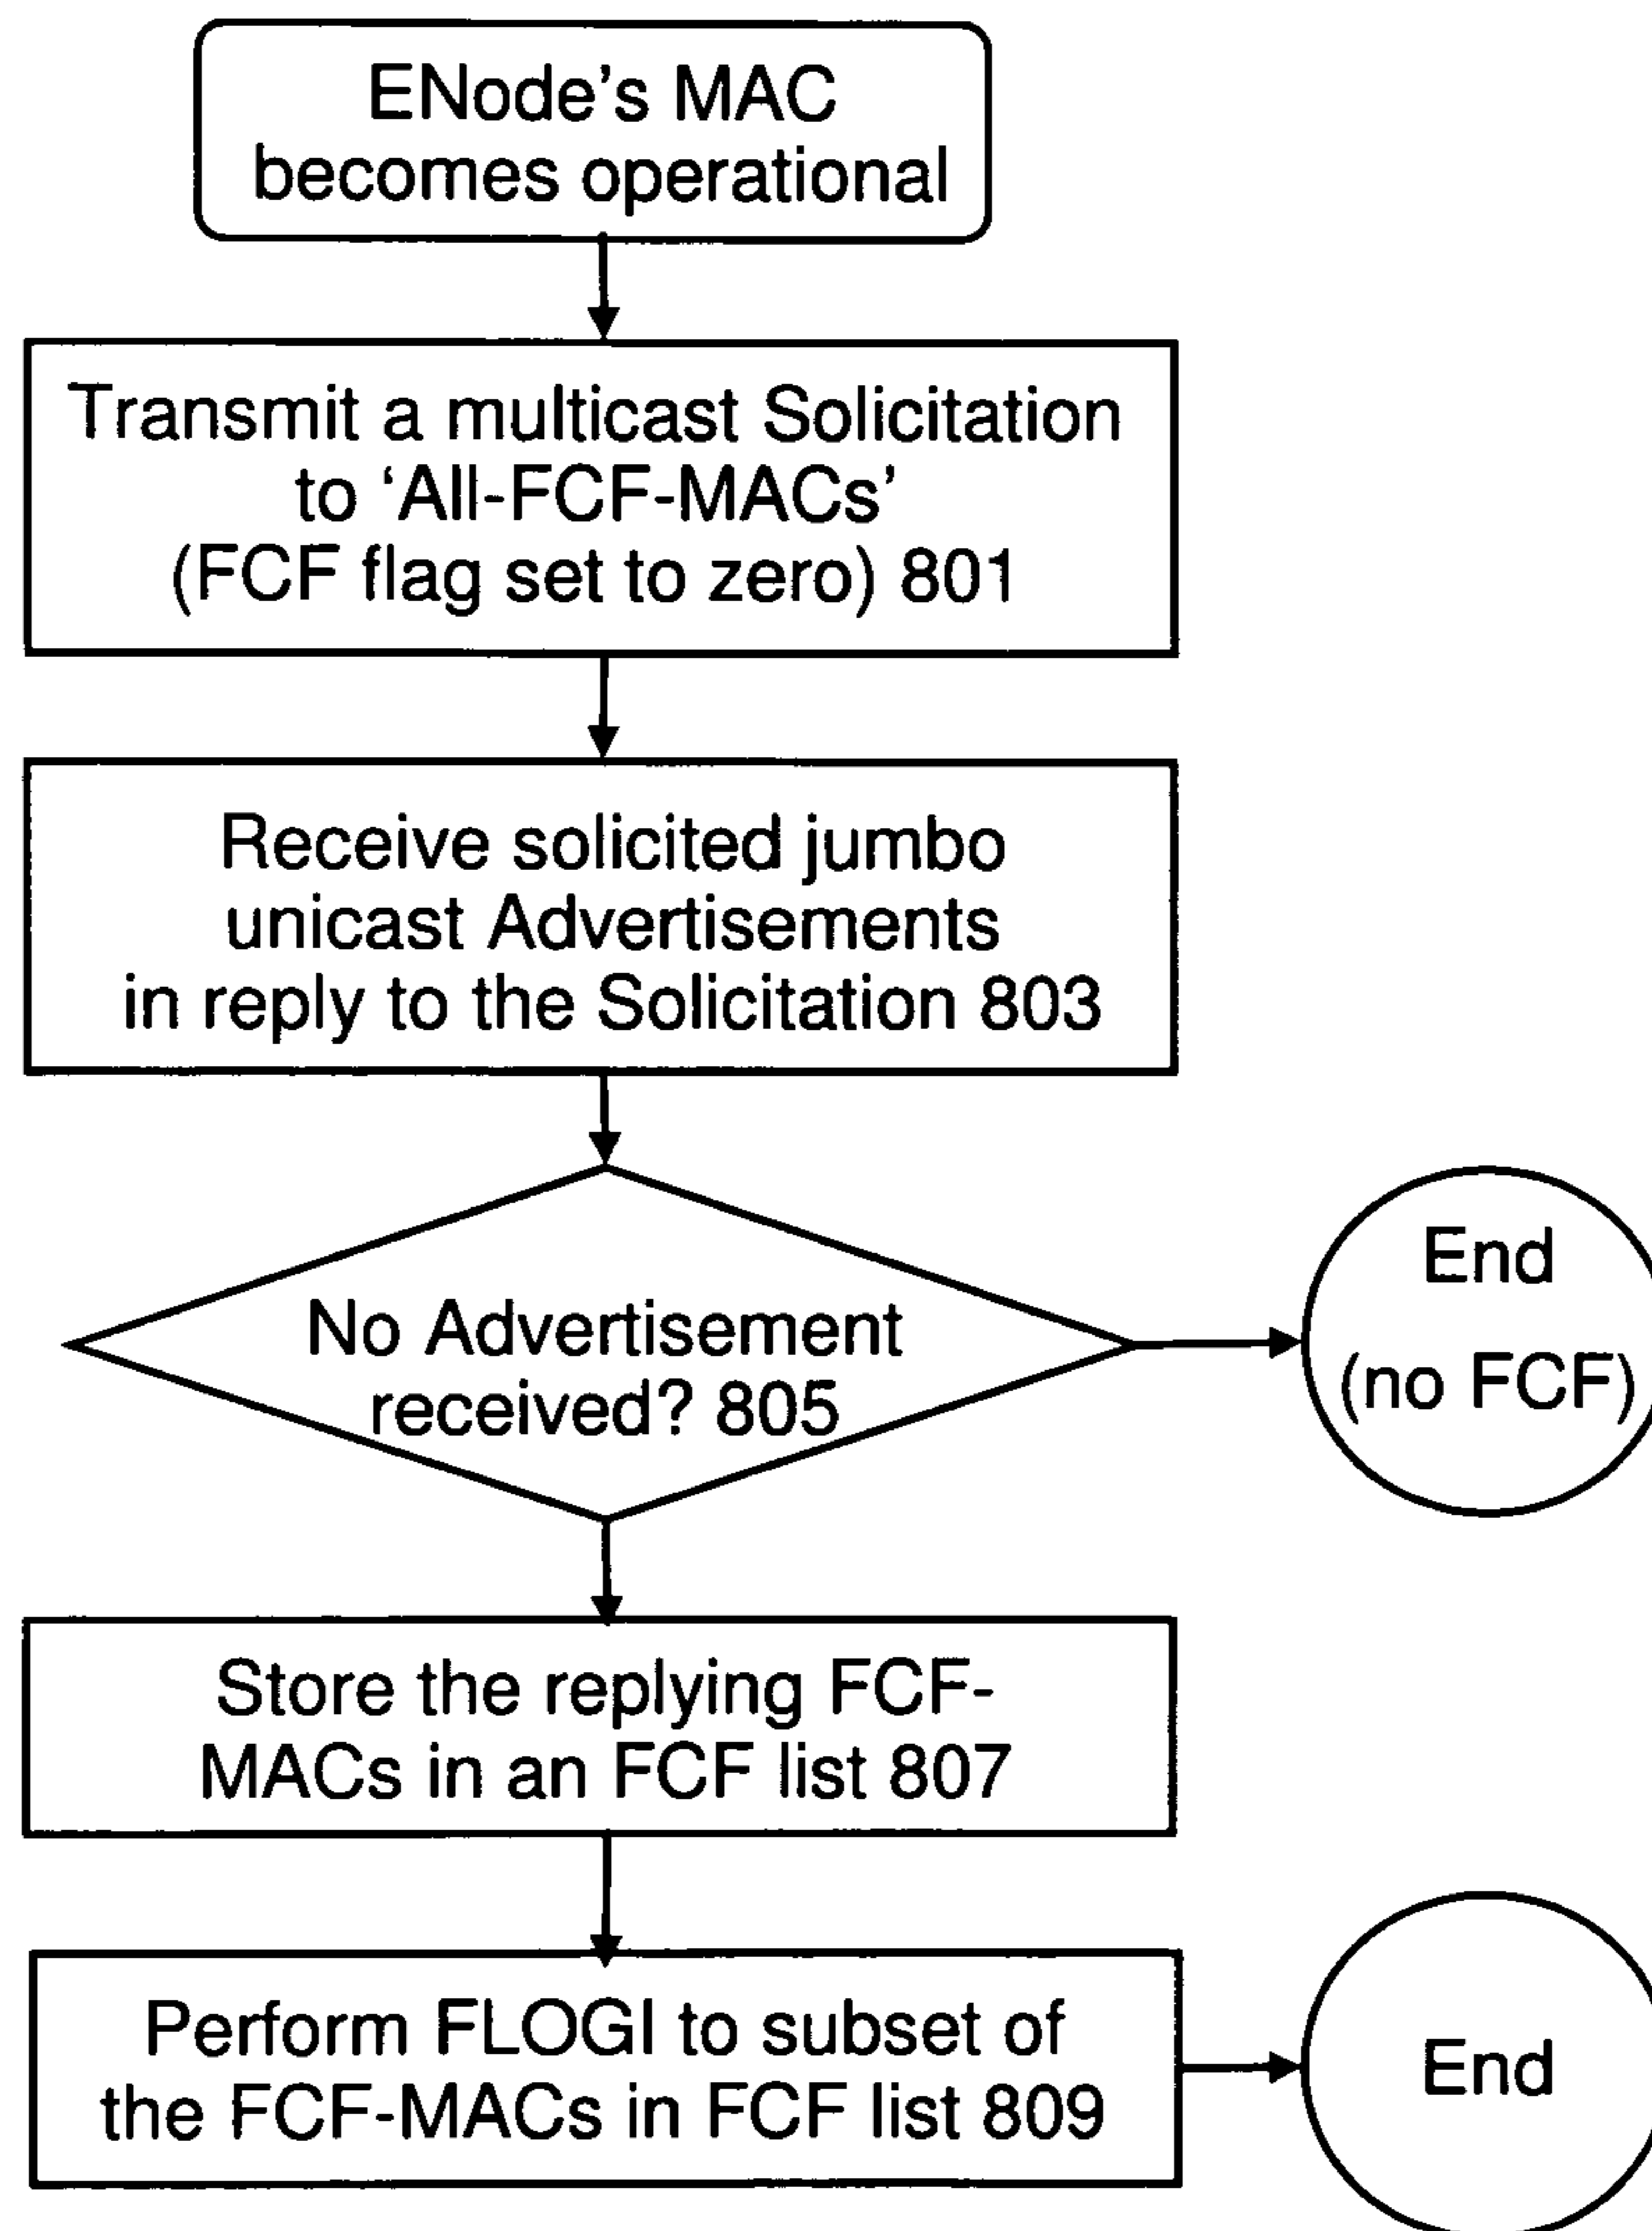 ENode's MAC
becomes operational
Transmit a multicast Solicitation
to ‘All-FCF-MACs’
(FCF flag set to zero) 801
Receive solicited jumbo
unicast Advertisements
in reply to the Solicitation 803
No Advertisement
received? 805
End
(no FCF)
Store the replying FCF-
MACs in an FCF list 807
Perform FLOGI to subset of
the FCF-MACs in FCF list 809
End